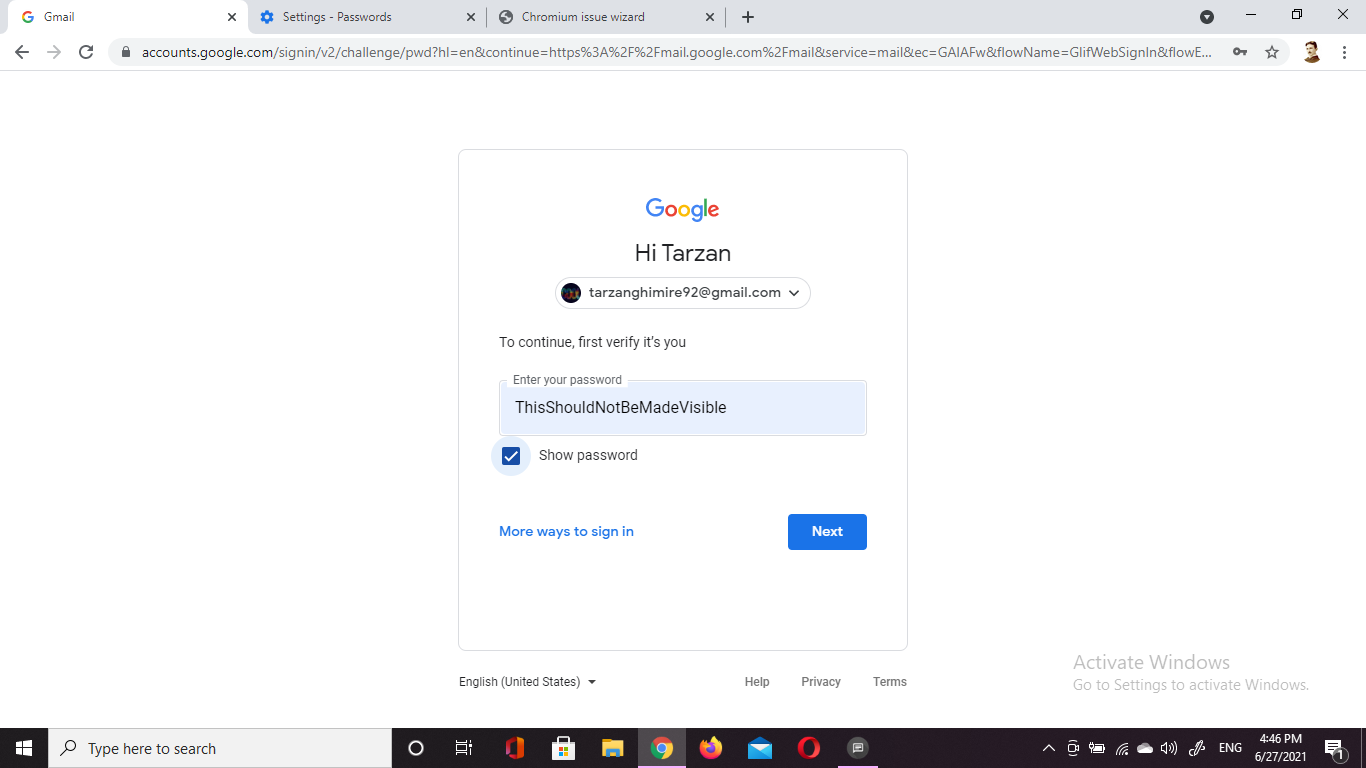 Gmail
Settings - Passwords
Chromium issue wizard
accounts.google.com/signin/v2/challenge/pwd?hl=en&continue=https%3A%2F%2Fmail.google.com%2Fmail&service=mail&ec=GAlAFw&flowName=GlifWebSignIn&flowE...
Google
Hi Tarzan
tarzanghimire92@gmail.com
To continue, first verify it's you
Enter your password
ThisShouldNotBeMadeVisible
Show password
More ways to sign in
Next
English (United States)
Help
Privacy
Terms
Activate Windows
Go to Settings to activate Windows.
Type here to search
ENG
4:46 PM
6/27/2021
1